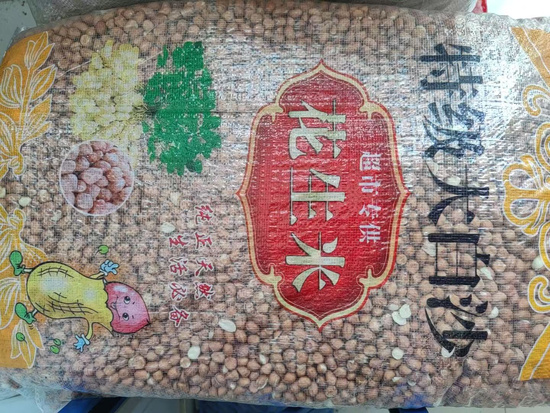 特级大白沙
超市专供
花生米
纯正天然
生活必备